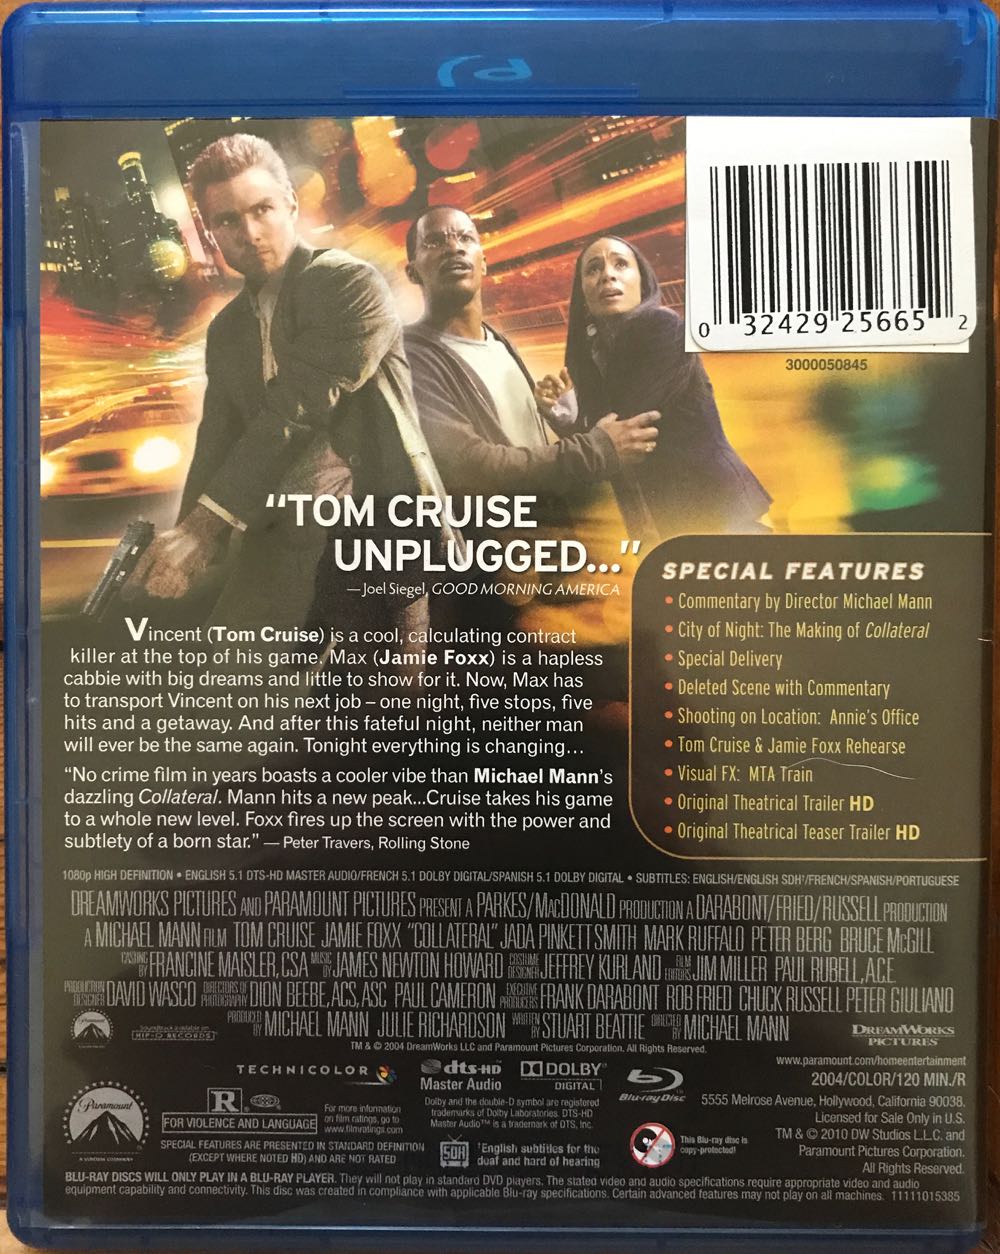 0 32429 25665 2
3000050845
“TOM CRUISE
UNPLUGGED...”
—Joel Siegel, GOOD MORNING AMERICA
Vincent (Tom Cruise) is a cool, calculating contract
killer at the top of his game. Max (Jamie Foxx) is a hapless
cabbie with big dreams and little to show for it. Now, Max has
to transport Vincent on his next job – one night, five stops, five
hits and a getaway. And after this fateful night, neither man
will ever be the same again. Tonight everything is changing...
“No crime film in years boasts a cooler vibe than Michael Mann’s
dazzling Collateral. Mann hits a new peak...Cruise takes his game
to a whole new level. Foxx fires up the screen with the power and
subtlety of a born star.” — Peter Travers, Rolling Stone
SPECIAL FEATURES
• Commentary by Director Michael Mann
• City of Night: The Making of Collateral
• Special Delivery
• Deleted Scene with Commentary
• Shooting on Location: Annie's Office
• Tom Cruise & Jamie Foxx Rehearse
• Visual FX: MTA Train
• Original Theatrical Trailer HD
• Original Theatrical Teaser Trailer HD
1080p HIGH DEFINITION • ENGLISH 5.1 DTS-HD MASTER AUDIO/FRENCH 5.1 DOLBY DIGITAL/SPANISH 5.1 DOLBY DIGITAL • SUBTITLES: ENGLISH/ENGLISH SDH†/FRENCH/SPANISH/PORTUGUESE
DREAMWORKS PICTURES AND PARAMOUNT PICTURES PRESENT A PARKES/MACDONALD PRODUCTION A DARABONT/FRIED/RUSSELL PRODUCTION
A MICHAEL MANN FILM TOM CRUISE JAMIE FOXX "COLLATERAL" JADA PINKETT SMITH MARK RUFFALO PETER BERG BRUCE McGILL
CASTING BY FRANCINE MAISLER, CSA MUSIC BY JAMES NEWTON HOWARD COSTUME DESIGNER JEFFREY KURLAND FILM EDITORS JIM MILLER PAUL RUBELL, A.C.E.
PRODUCTION DESIGNER DAVID WASCO DIRECTORS OF PHOTOGRAPHY DION BEEBE, ACS, ASC PAUL CAMERON EXECUTIVE PRODUCERS FRANK DARABONT ROB FRIED CHUCK RUSSELL PETER GIULIANO
PRODUCED BY MICHAEL MANN JULIE RICHARDSON WRITTEN BY STUART BEATTIE DIRECTED BY MICHAEL MANN
Paramount
Soundtrack available on
HIP-O RECORDS
DREAMWORKS
PICTURES
TM & © 2004 DreamWorks LLC and Paramount Pictures Corporation. All Rights Reserved.
TECHNICOLOR
dts-HD
Master Audio
DOLBY
DIGITAL
Blu-ray Disc
www.paramount.com/homeentertainment
2004/COLOR/120 MIN./R
5555 Melrose Avenue, Hollywood, California 90038.
Licensed for Sale Only in U.S.
TM & © 2010 DW Studios L.L.C. and
Paramount Pictures Corporation.
All Rights Reserved.
Dolby and the double-D symbol are registered
trademarks of Dolby Laboratories. DTS-HD
Master Audio™ is a trademark of DTS, Inc.
Paramount
A VIACOM COMPANY
R
FOR VIOLENCE AND LANGUAGE
For more information
on film ratings, go to
www.filmratings.com
SPECIAL FEATURES ARE PRESENTED IN STANDARD DEFINITION
(EXCEPT WHERE NOTED HD) AND ARE NOT RATED
SDH
†English subtitles for the
deaf and hard of hearing
This Blu-ray disc is
copy-protected!
BLU-RAY DISCS WILL ONLY PLAY IN A BLU-RAY PLAYER. They will not play in standard DVD players. The stated video and audio specifications require appropriate video and audio
equipment capability and connectivity. This disc was created in compliance with applicable Blu-ray specifications. Certain advanced features may not play on all machines. 11111015385